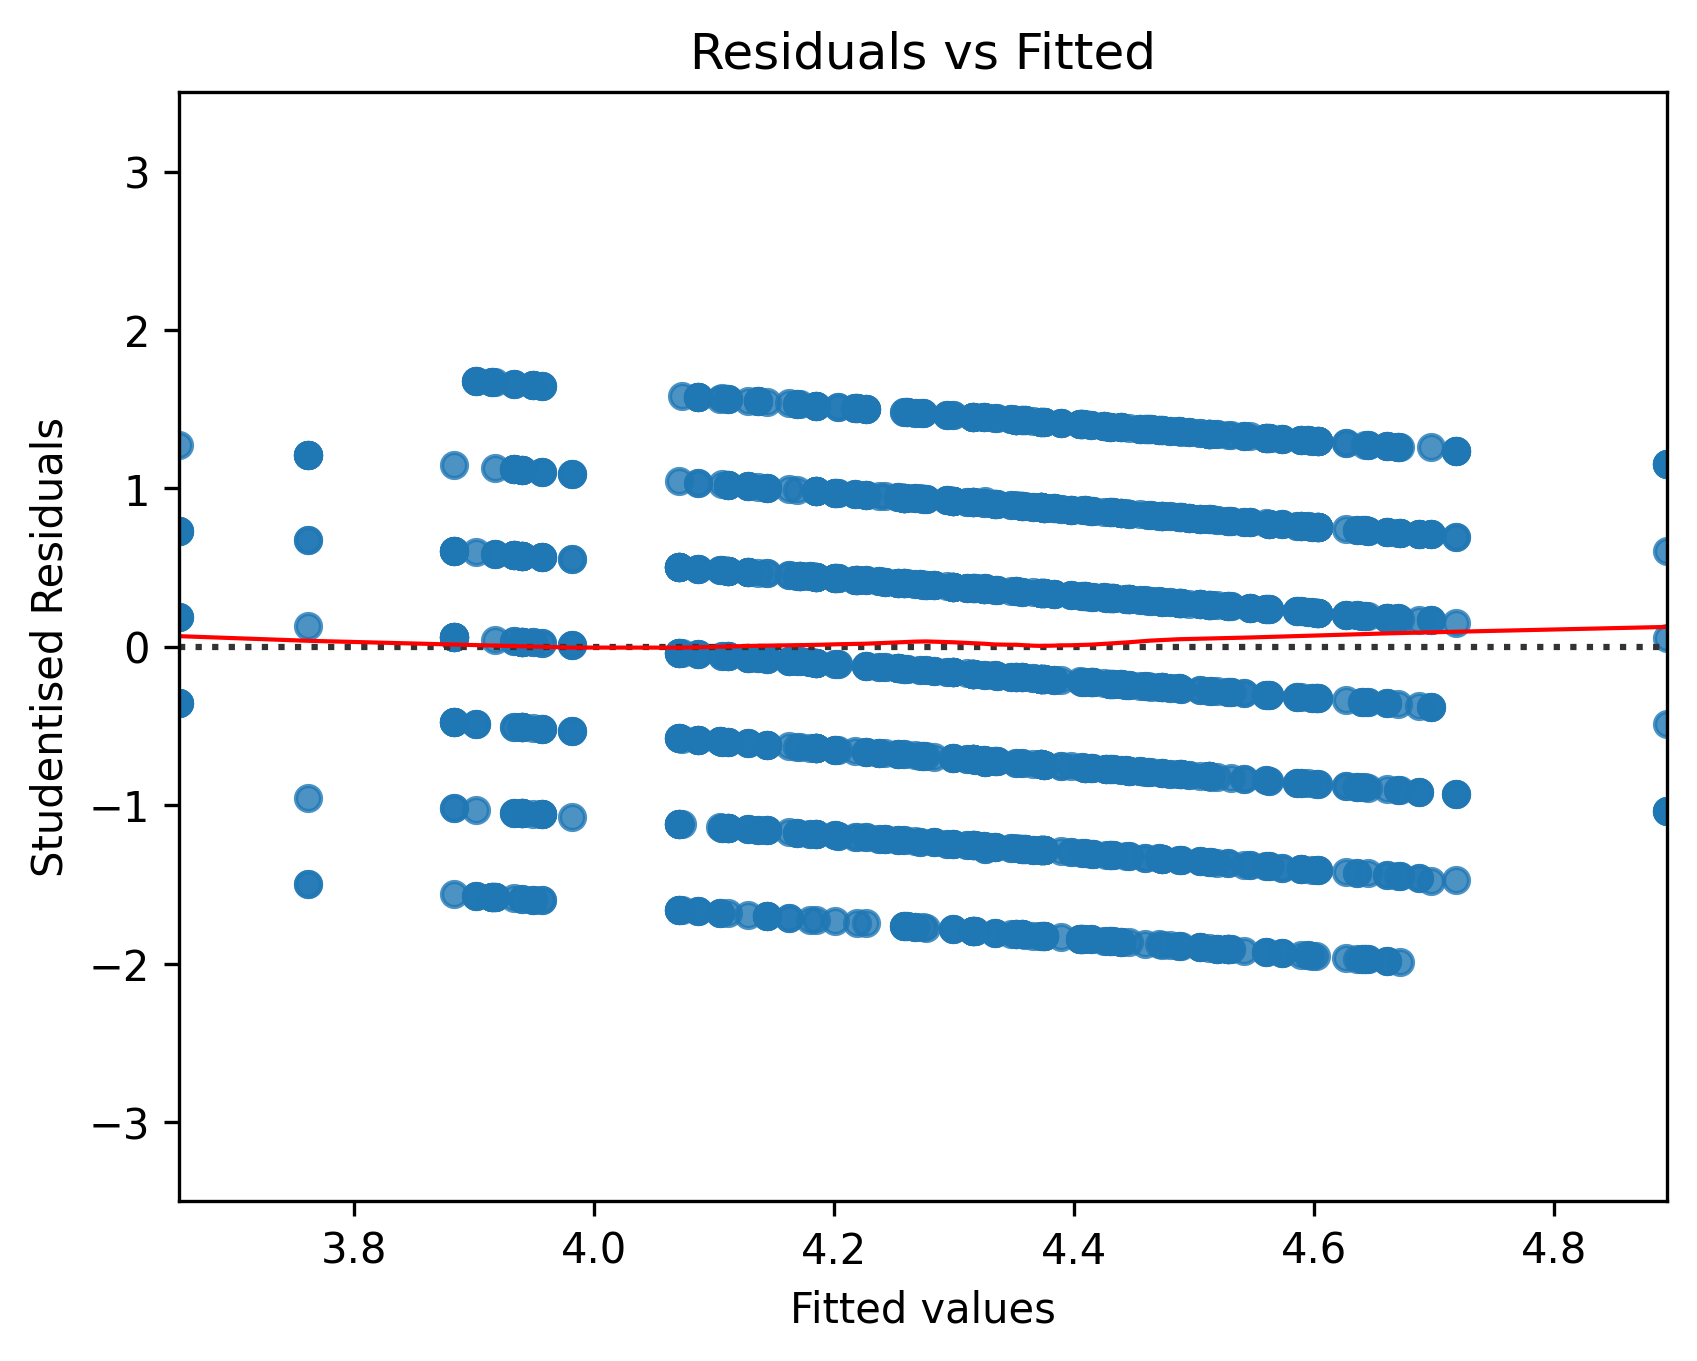 Residuals vs Fitted
Studentised Residuals
3
2
1
0
−1
−2
−3
3.8 4.0 4.2 4.4 4.6 4.8
Fitted values